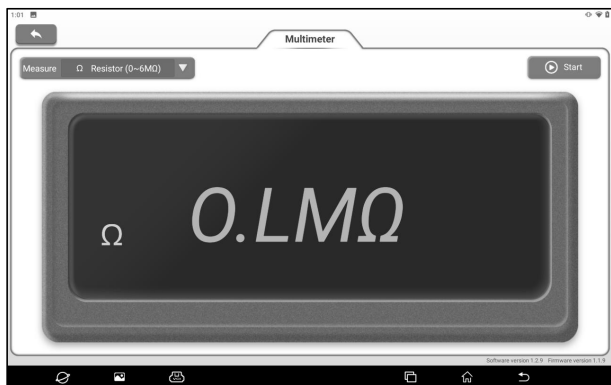 1:01
Multimeter
Measure Ω Resistor (0~6MΩ) ▼
Start
Ω O.LMΩ
Software version 1.2.9 Firmware version 1.1.9